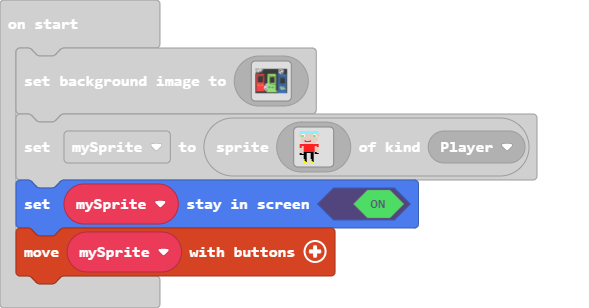 on start
set background image to
set mySprite to sprite of kind Player
set mySprite stay in screen ON
move mySprite with buttons